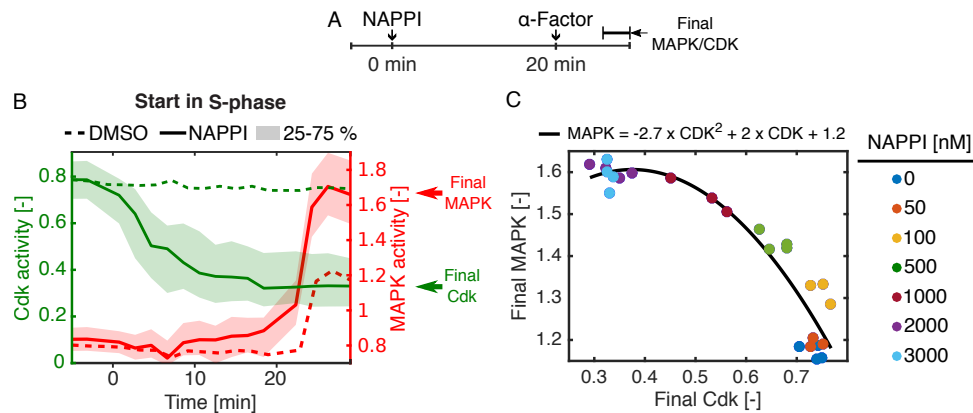 A
NAPPI
α-Factor
Final
MAPK/CDK
0 min
20 min
B
Start in S-phase
DMSO NAPPI 25-75 %
Cdk activity [-]
0.8
0.6
0.4
0.2
0
0 10 20
Time [min]
1.8
1.6
1.4
1.2
1.0
0.8
MAPK activity [-]
Final
MAPK
Final
Cdk
C
MAPK = -2.7 x CDK² + 2 x CDK + 1.2
Final MAPK [-]
1.6
1.5
1.4
1.3
1.2
0.3 0.4 0.5 0.6 0.7
Final Cdk [-]
NAPPI [nM]
0
50
100
500
1000
2000
3000